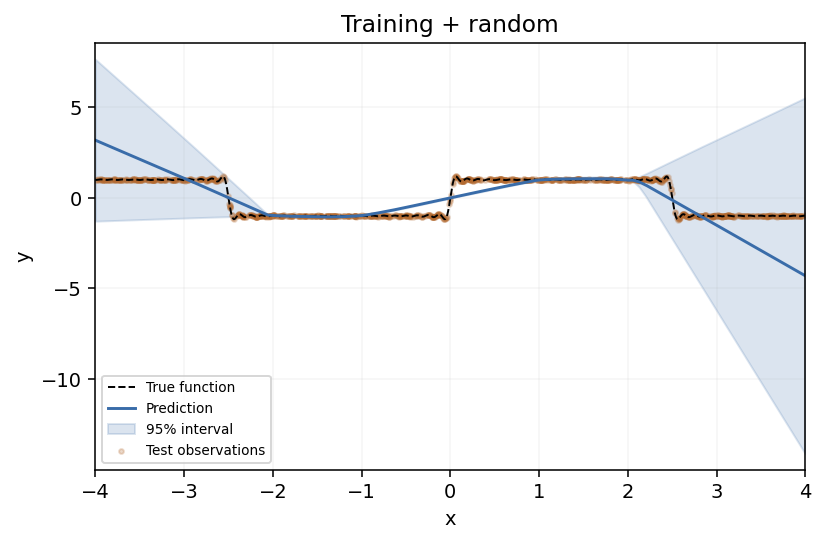 Training + random
y
5
0
−5
−10
True function
Prediction
95% interval
Test observations
−4 −3 −2 −1 0 1 2 3 4
x